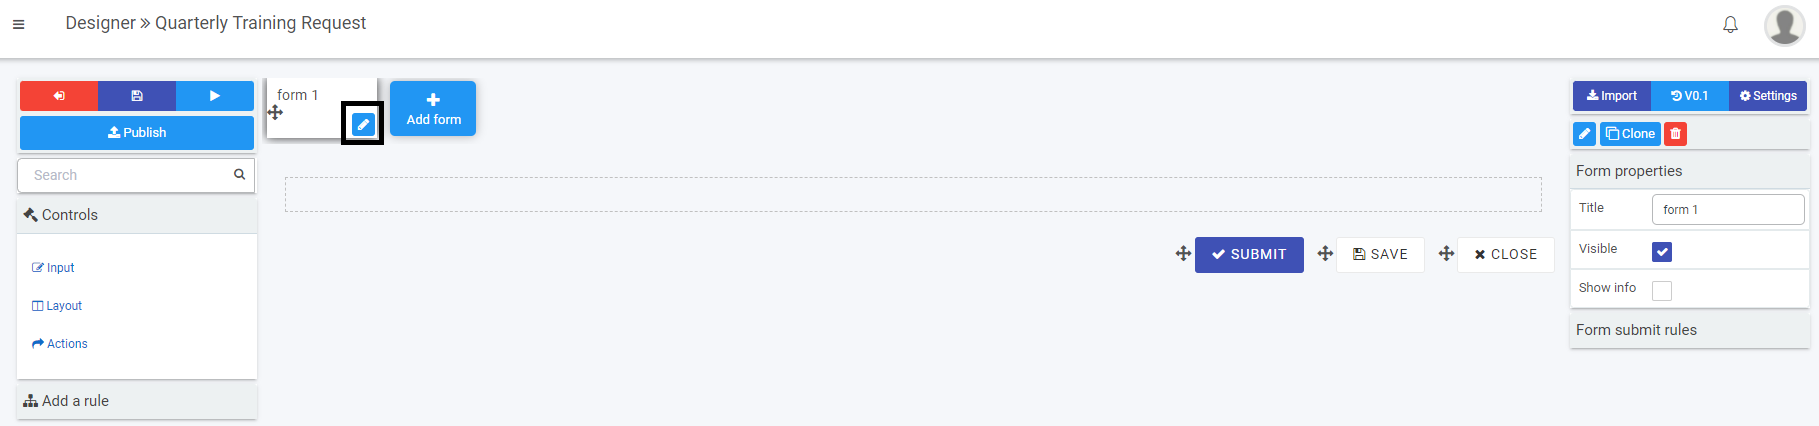 Designer » Quarterly Training Request
Publish
Search
Controls
Input
Layout
Actions
Add a rule
form 1
Add form
SUBMIT
SAVE
CLOSE
Import
V0.1
Settings
Clone
Form properties
Title
form 1
Visible
Show info
Form submit rules